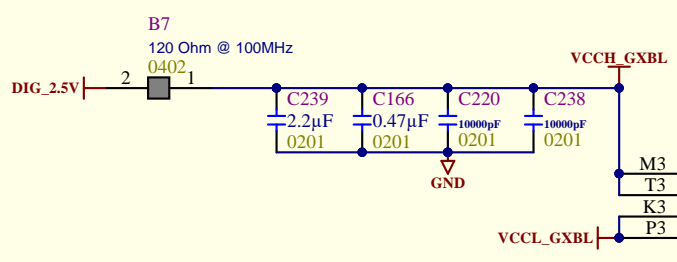 B7
120 Ohm @ 100MHz
0402
DIG_2.5V
2
1
VCCH_GXBL
C239
2.2µF
0201
C166
0.47µF
0201
C220
10000pF
0201
C238
10000pF
0201
GND
M3
T3
K3
P3
VCCL_GXBL